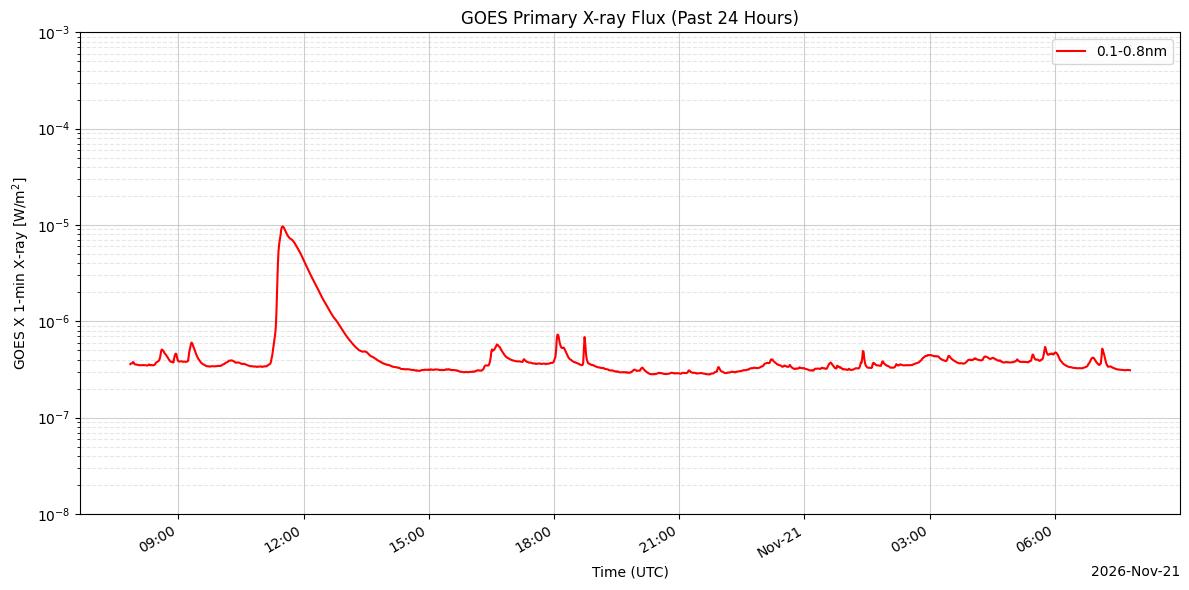 GOES Primary X-ray Flux (Past 24 Hours)
10^-3
0.1-0.8nm
10^-4
10^-5
10^-6
10^-7
10^-8
GOES X 1-min X-ray [W/m^2]
09:00
12:00
15:00
18:00
21:00
Nov-21
03:00
06:00
Time (UTC)
2026-Nov-21